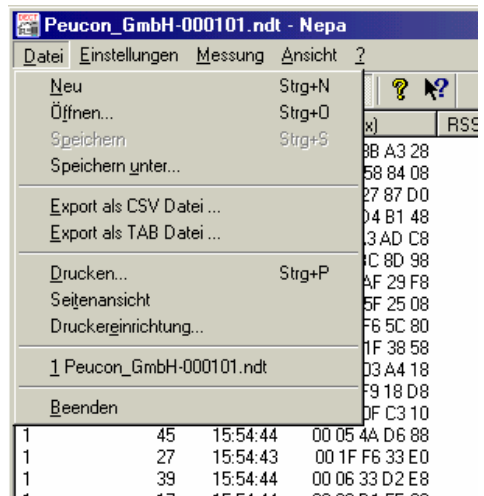 Peucon_GmbH-000101.ndt - Nepa
Datei Einstellungen Messung Ansicht ?
Neu Strg+N
Öffnen... Strg+O
Speichern Strg+S
Speichern unter...
Export als CSV Datei ...
Export als TAB Datei ...
Drucken... Strg+P
Seitenansicht
Druckereinrichtung...
1 Peucon_GmbH-000101.ndt
Beenden
x) RSS
BB A3 28
58 84 08
27 87 D0
D4 B1 48
A3 AD C8
8D 98
AF 29 F8
5F 25 08
F6 5C 80
1F 38 58
03 A4 18
F9 18 D8
0F C3 10
1 45 15:54:44 00 05 4A D6 88
1 27 15:54:43 00 1F F6 33 E0
1 39 15:54:44 00 06 33 D2 E8